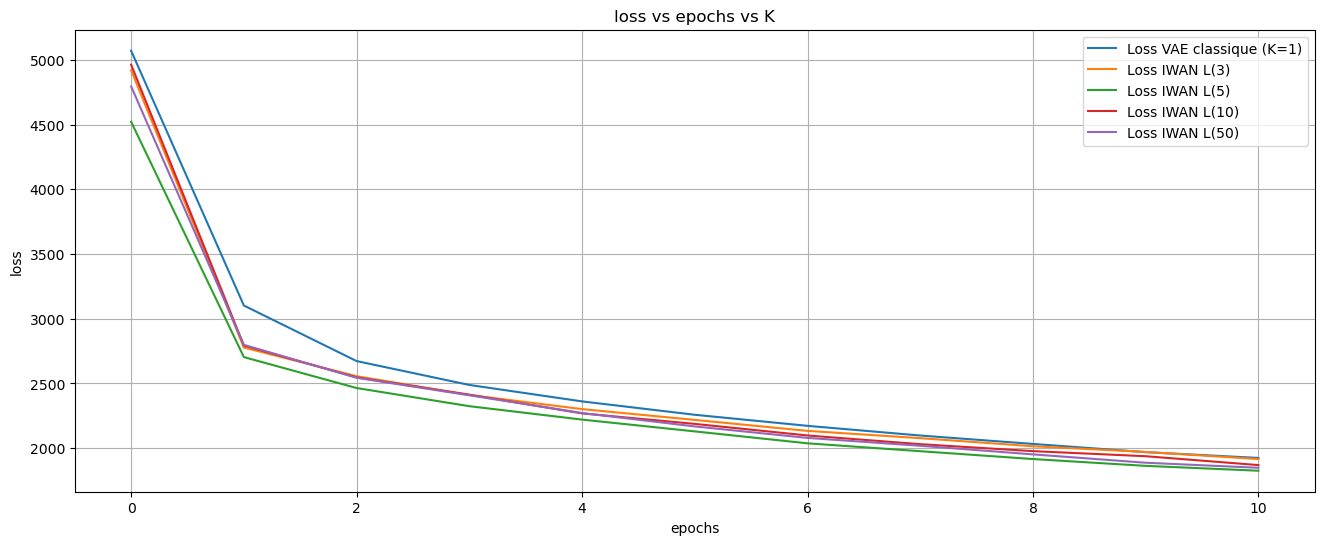 loss vs epochs vs K
Loss VAE classique (K=1)
Loss IWAN L(3)
Loss IWAN L(5)
Loss IWAN L(10)
Loss IWAN L(50)
loss
5000
4500
4000
3500
3000
2500
2000
0 2 4 6 8 10
epochs